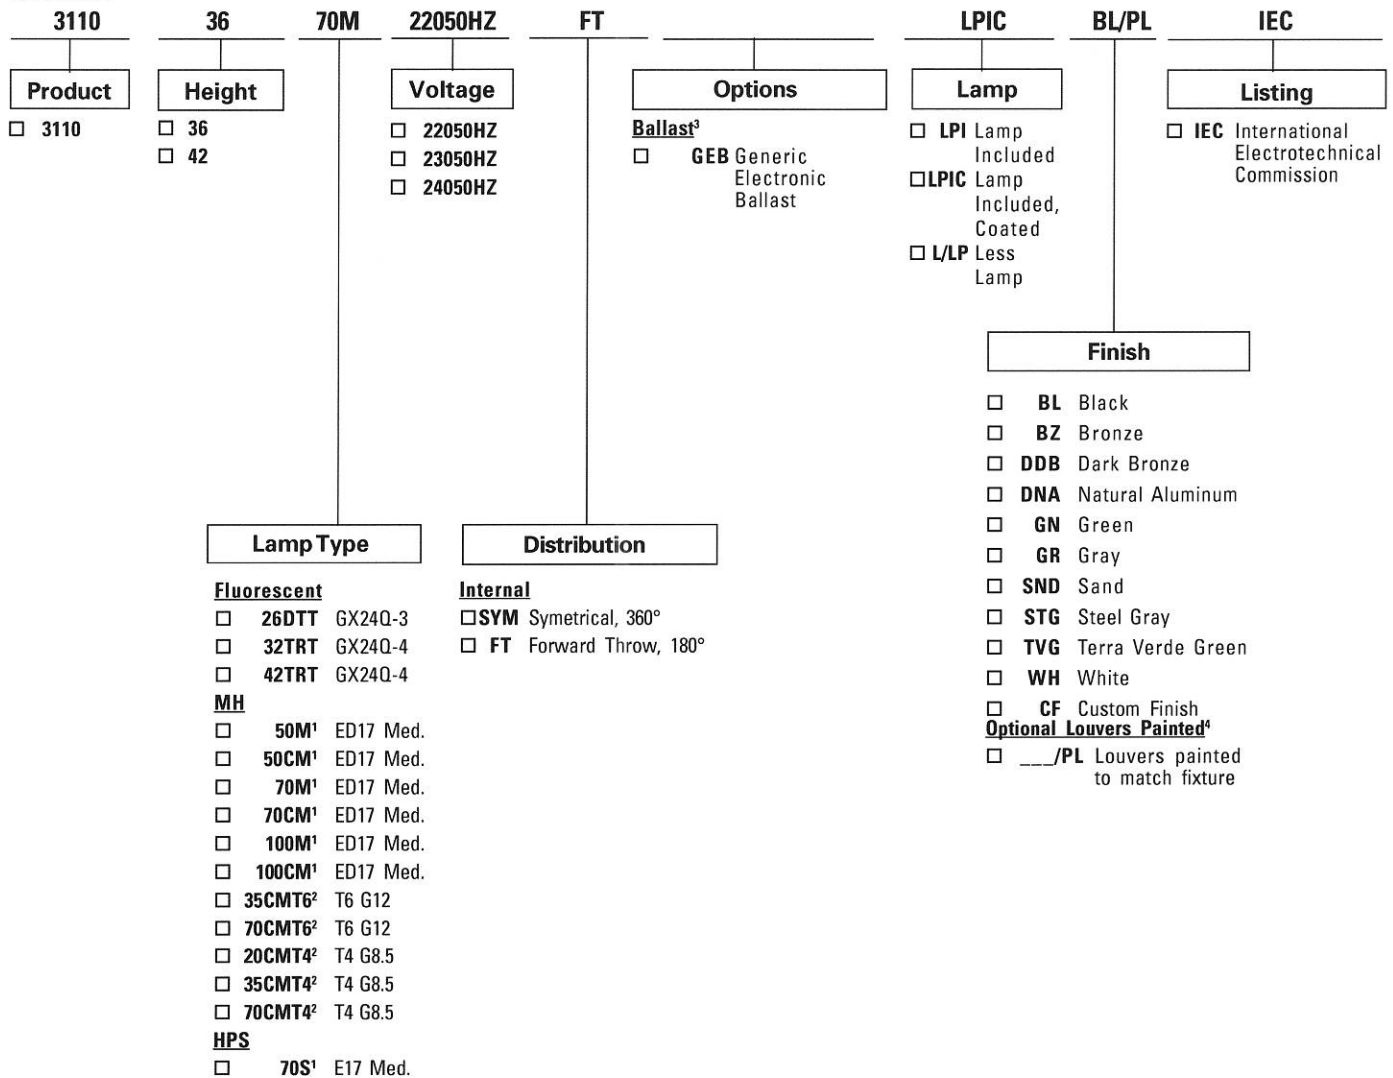 3110 36 70M 22050HZ FT LPIC BL/PL IEC
Product Height Voltage Options Lamp Listing
☐ 3110
☐ 36
☐ 42
☐ 22050HZ
☐ 23050HZ
☐ 24050HZ
Ballast³
☐ GEB Generic
Electronic
Ballast
☐ LPI Lamp
Included
☐ LPIC Lamp
Included,
Coated
☐ L/LP Less
Lamp
☐ IEC International
Electrotechnical
Commission
Finish
☐ BL Black
☐ BZ Bronze
☐ DDB Dark Bronze
☐ DNA Natural Aluminum
☐ GN Green
☐ GR Gray
☐ SND Sand
☐ STG Steel Gray
☐ TVG Terra Verde Green
☐ WH White
☐ CF Custom Finish
Optional Louvers Painted⁴
☐ ___/PL Louvers painted
to match fixture
Lamp Type
Fluorescent
☐ 26DTT GX24Q-3
☐ 32TRT GX24Q-4
☐ 42TRT GX24Q-4
MH
☐ 50M¹ ED17 Med.
☐ 50CM¹ ED17 Med.
☐ 70M¹ ED17 Med.
☐ 70CM¹ ED17 Med.
☐ 100M¹ ED17 Med.
☐ 100CM¹ ED17 Med.
☐ 35CMT6² T6 G12
☐ 70CMT6² T6 G12
☐ 20CMT4² T4 G8.5
☐ 35CMT4² T4 G8.5
☐ 70CMT4² T4 G8.5
HPS
☐ 70S¹ E17 Med.
Distribution
Internal
☐ SYM Symetrical, 360°
☐ FT Forward Throw, 180°